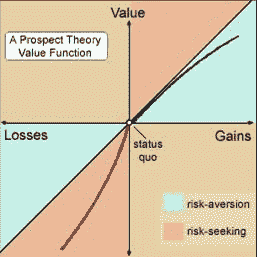 Value
A Prospect Theory
Value Function
Losses
Gains
status
quo
risk-aversion
risk-seeking